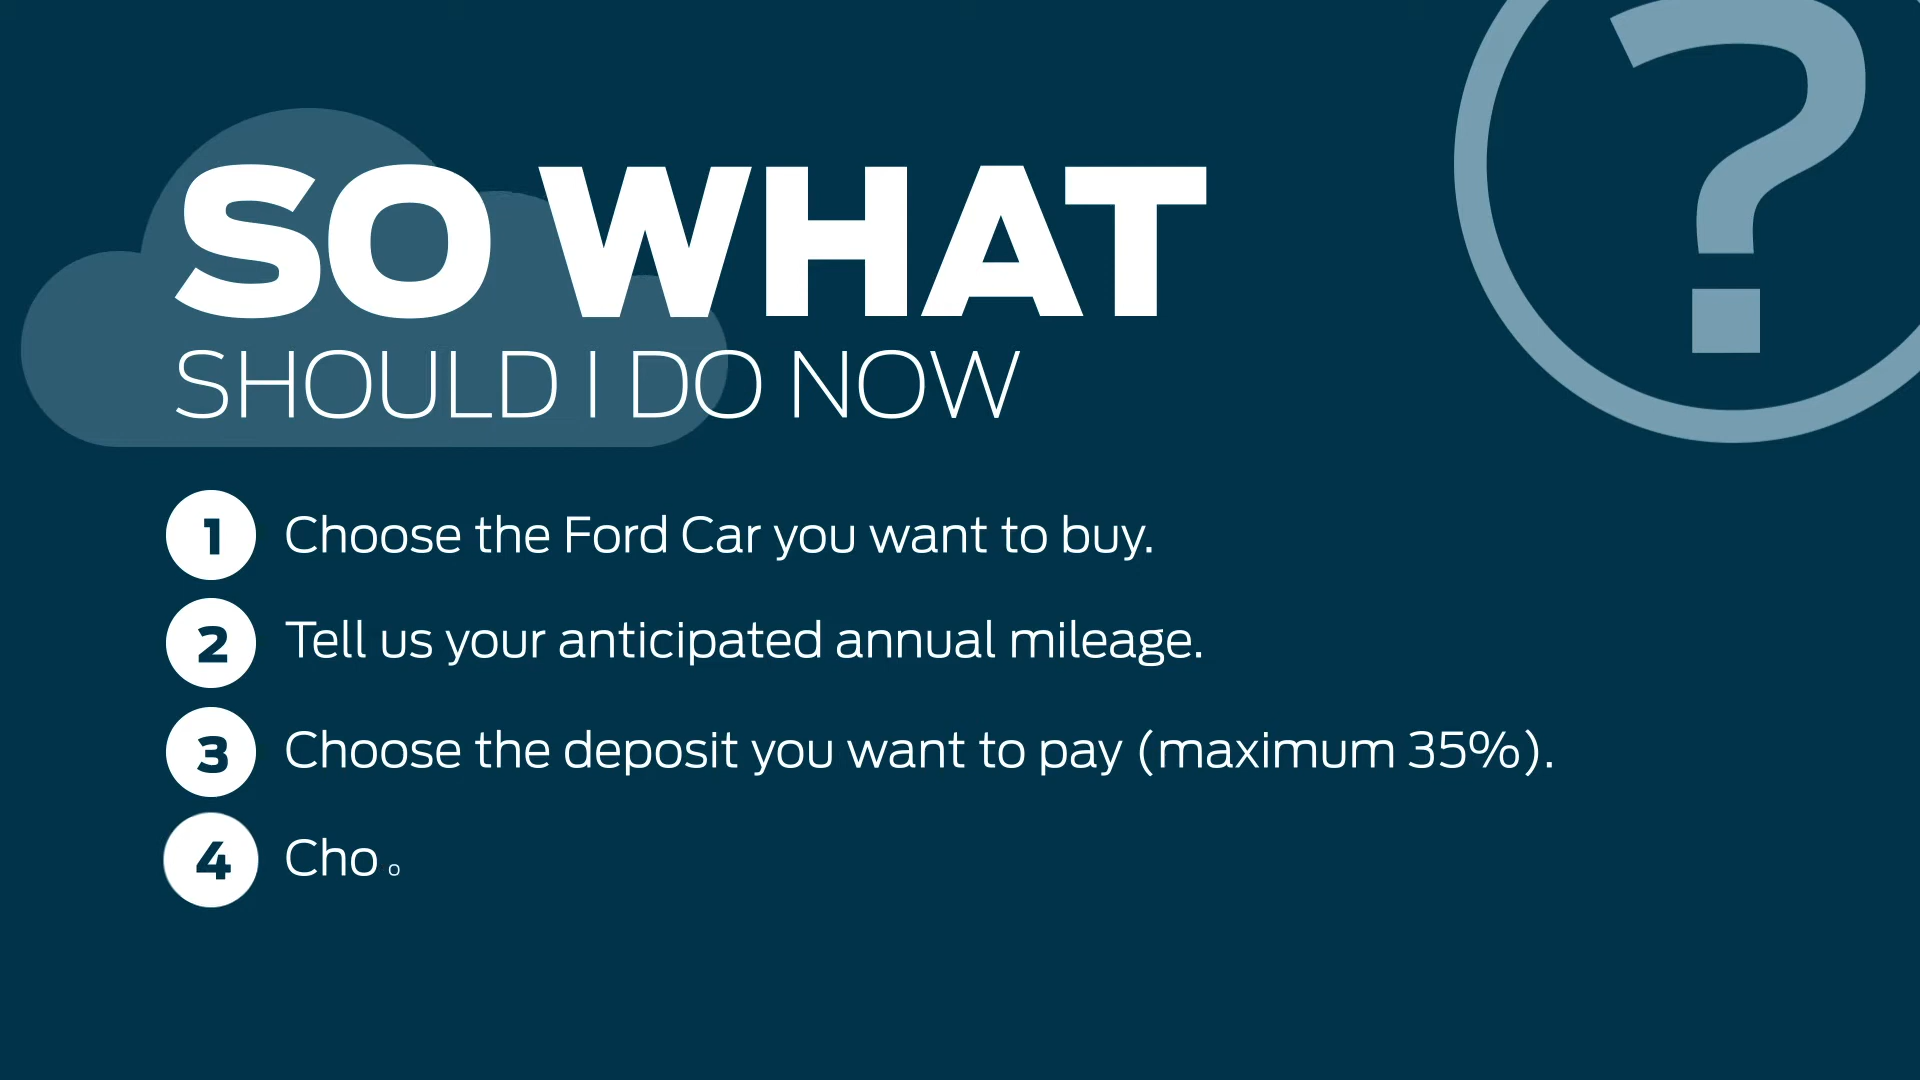 ?
SO WHAT
SHOULD I DO NOW
1 Choose the Ford Car you want to buy.
2 Tell us your anticipated annual mileage.
3 Choose the deposit you want to pay (maximum 35%).
4 Choo